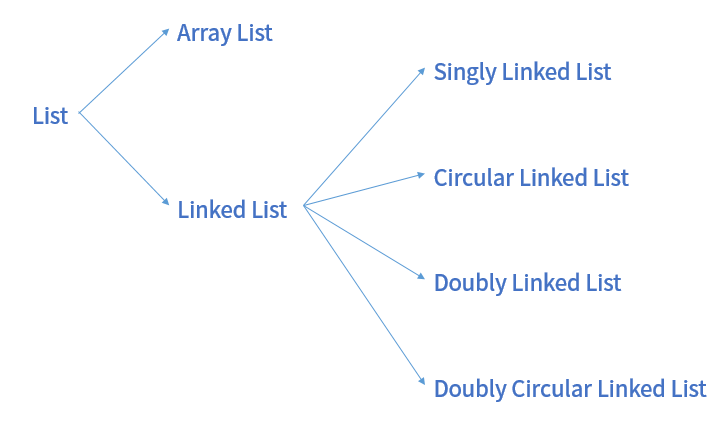 List
Array List
Linked List
Singly Linked List
Circular Linked List
Doubly Linked List
Doubly Circular Linked List